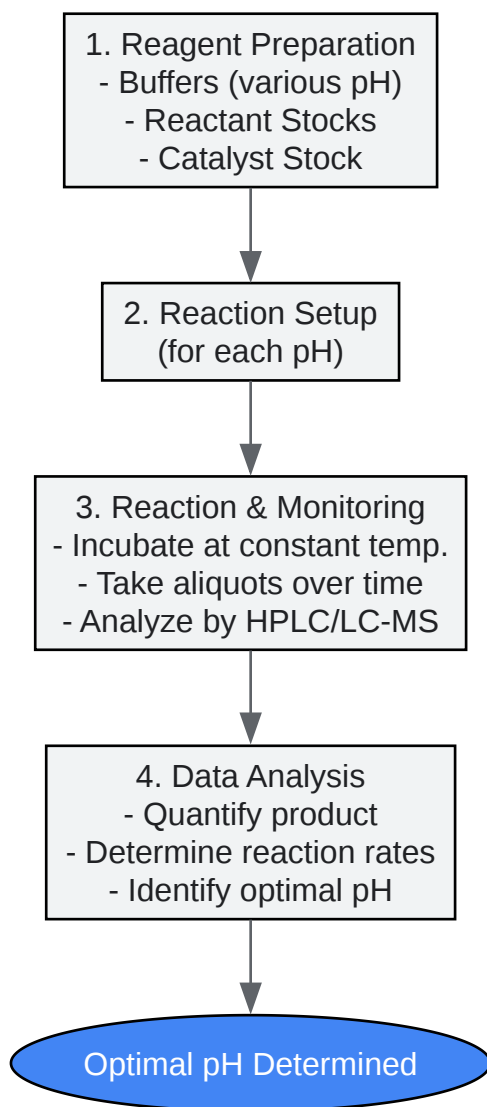 1. Reagent Preparation
- Buffers (various pH)
- Reactant Stocks
- Catalyst Stock
2. Reaction Setup
(for each pH)
3. Reaction & Monitoring
- Incubate at constant temp.
- Take aliquots over time
- Analyze by HPLC/LC-MS
4. Data Analysis
- Quantify product
- Determine reaction rates
- Identify optimal pH
Optimal pH Determined